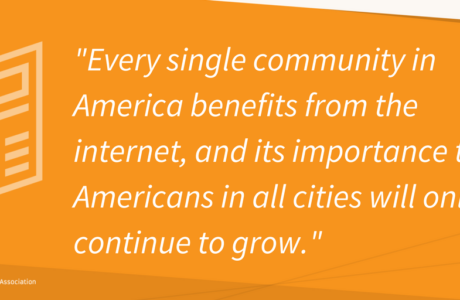 "Every single community in
America benefits from the
internet, and its importance t
Americans in all cities will on
continue to grow."
Association